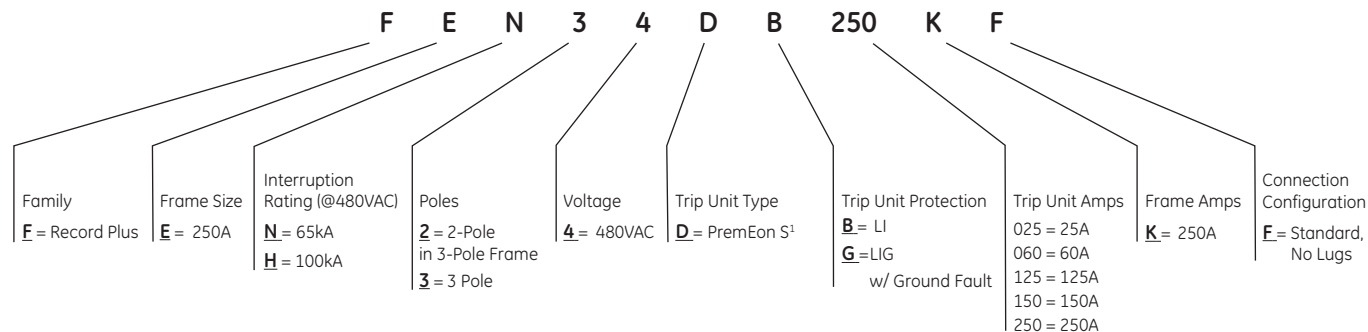 F E N 3 4 D B 250 K F
Family
F = Record Plus
Frame Size
E = 250A
Interruption
Rating (@480VAC)
N = 65kA
H = 100kA
Poles
2 = 2-Pole
in 3-Pole Frame
3 = 3 Pole
Voltage
4 = 480VAC
Trip Unit Type
D = PremEon S¹
Trip Unit Protection
B = LI
G =LIG
w/ Ground Fault
Trip Unit Amps
025 = 25A
060 = 60A
125 = 125A
150 = 150A
250 = 250A
Frame Amps
K = 250A
Connection
Configuration
F = Standard,
No Lugs